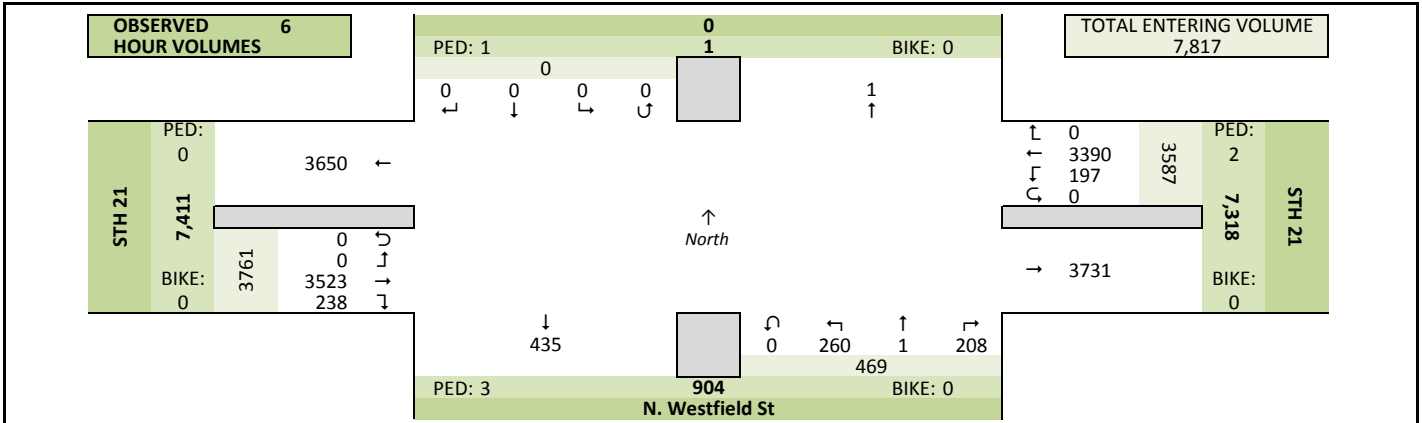 OBSERVED 6
HOUR VOLUMES
0
TOTAL ENTERING VOLUME
7,817
PED: 1 1 BIKE: 0
0
0 0 0 0
↵ ↓ ↳ ↺
1
↑
STH 21
PED:
0
7,411
BIKE:
0
3650 ←
3761
0 ⮌
0 ↰
3523 →
238 ↴
↑
North
↑ 0
← 3390
↲ 197
⮎ 0
3587
→ 3731
PED:
2
7,318
BIKE:
0
STH 21
↓
435
↶ ↰ ↑ ↱
0 260 1 208
469
PED: 3 904 BIKE: 0
N. Westfield St